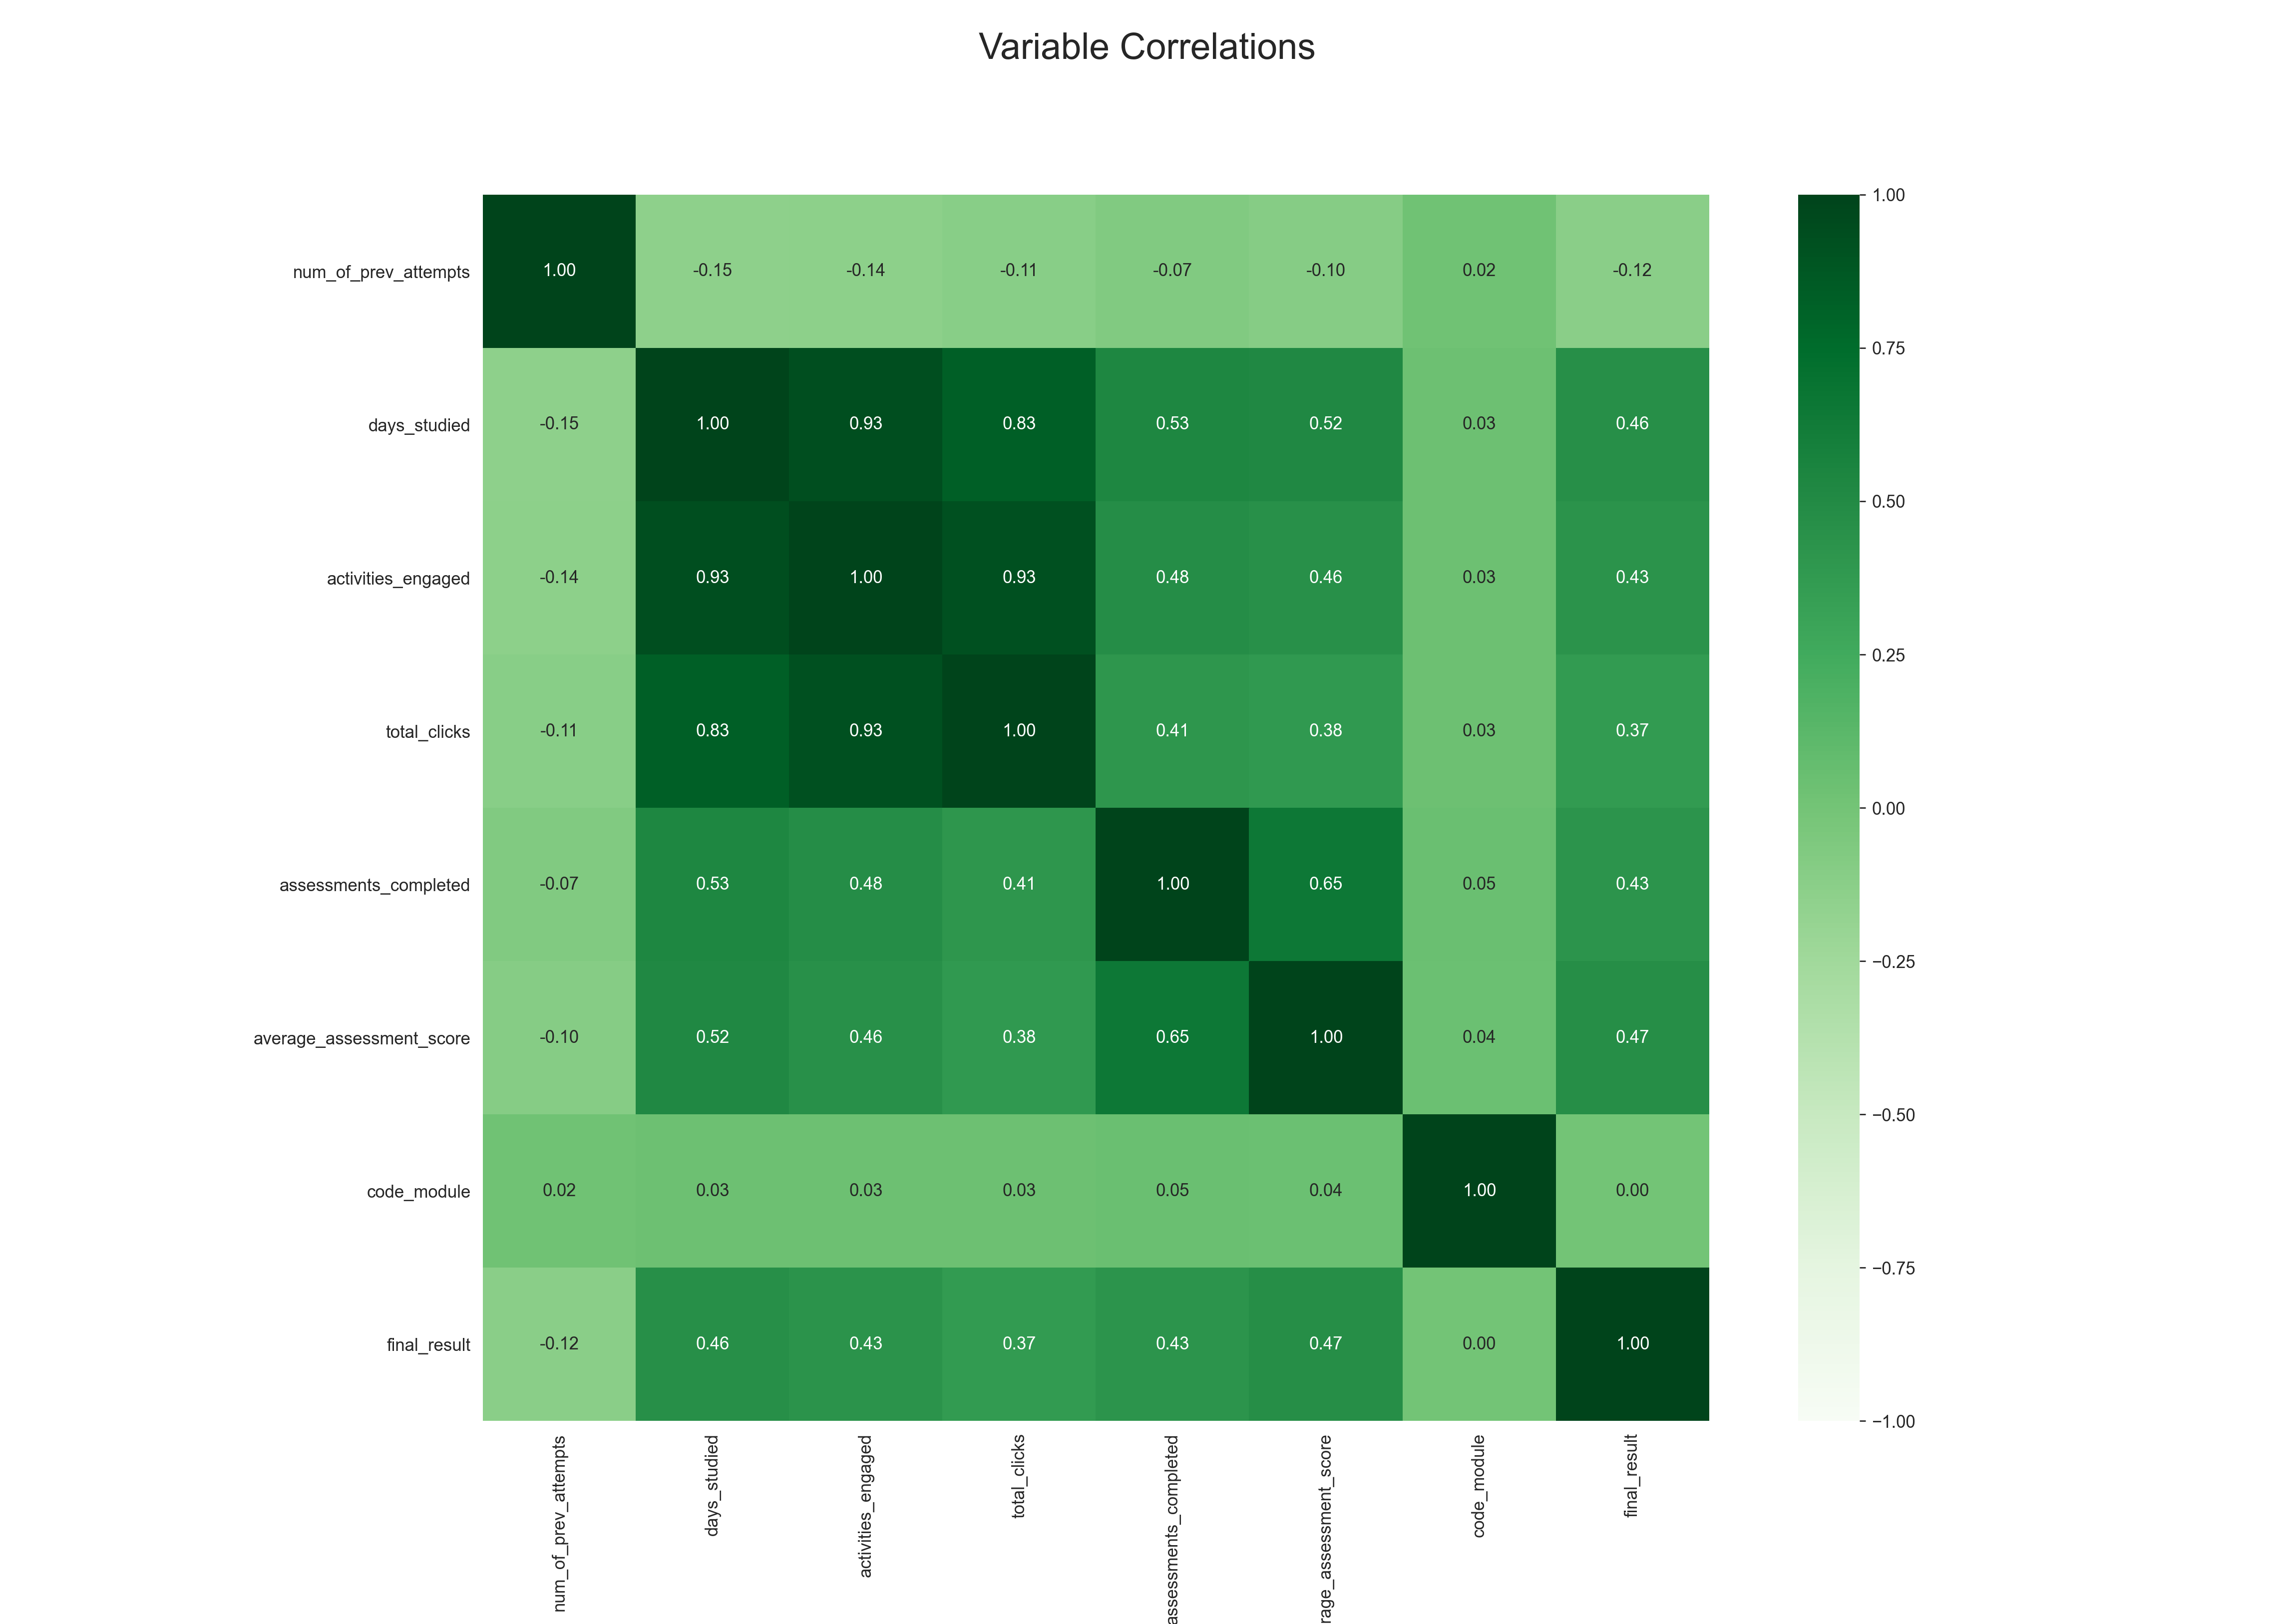 Variable Correlations
num_of_prev_attempts 1.00 -0.15 -0.14 -0.11 -0.07 -0.10 0.02 -0.12
days_studied -0.15 1.00 0.93 0.83 0.53 0.52 0.03 0.46
activities_engaged -0.14 0.93 1.00 0.93 0.48 0.46 0.03 0.43
total_clicks -0.11 0.83 0.93 1.00 0.41 0.38 0.03 0.37
assessments_completed -0.07 0.53 0.48 0.41 1.00 0.65 0.05 0.43
average_assessment_score -0.10 0.52 0.46 0.38 0.65 1.00 0.04 0.47
code_module 0.02 0.03 0.03 0.03 0.05 0.04 1.00 0.00
final_result -0.12 0.46 0.43 0.37 0.43 0.47 0.00 1.00
num_of_prev_attempts
days_studied
activities_engaged
total_clicks
assessments_completed
rage_assessment_score
code_module
final_result
1.00
0.75
0.50
0.25
0.00
−0.25
−0.50
−0.75
−1.00